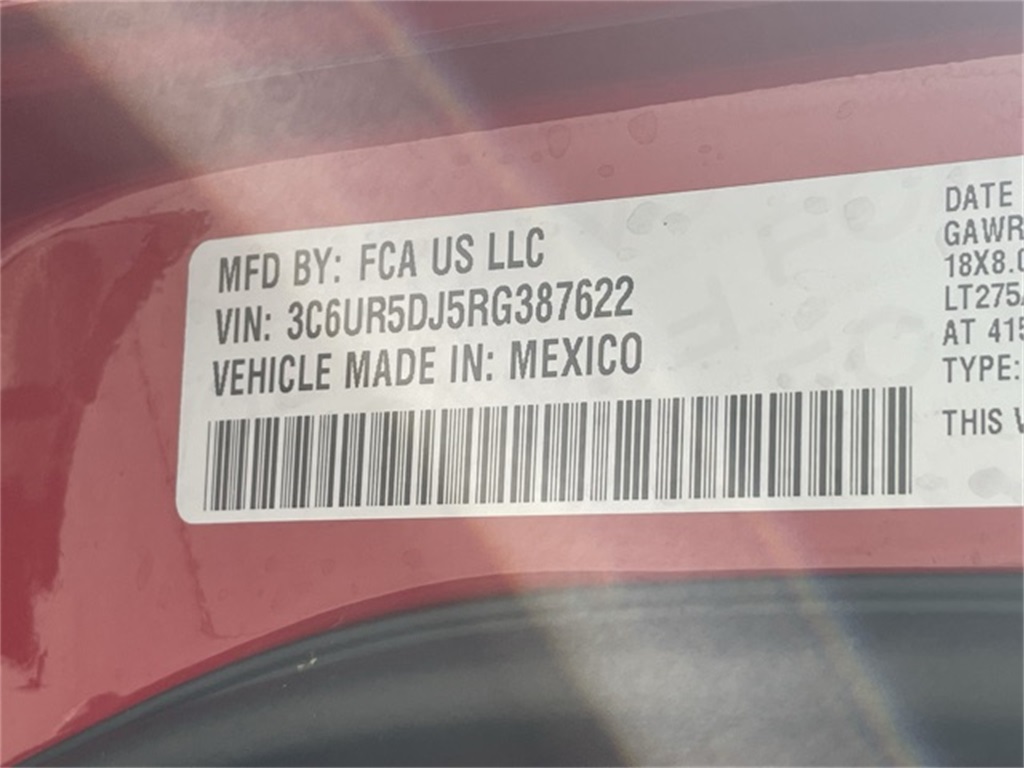 MFD BY: FCA US LLC
VIN: 3C6UR5DJ5RG387622
VEHICLE MADE IN: MEXICO
DATE
GAWR
18X8.0
LT275/
AT 415
TYPE:
THIS